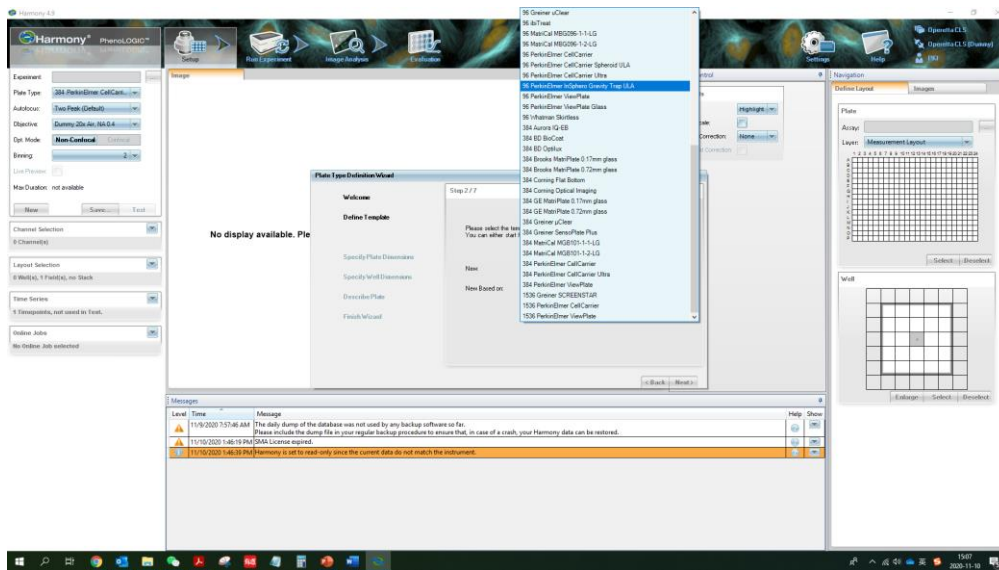 Harmony 4.9
Harmony® PhenoLOGIC™
Setup
Run Experiment
Image Analysis
Evaluation
Settings
Help
Operetta CLS
Operetta CLS (Dummy)
PKI
Experiment:
Plate Type: 384 PerkinElmer CellCarri...
Autofocus: Two Peak (Default)
Objective: Dummy 20x Air, NA 0.4
Opt. Mode: Non-Confocal Confocal
Binning: 2
Live Preview:
Max Duration: not available
New Save... Test
Channel Selection
0 Channel(s)
Layout Selection
0 Well(s), 1 Field(s), no Stack
Time Series
1 Timepoints, not used in Test.
Online Jobs
No Online Job selected
Image
No display available. Ple
Plate Type Definition Wizard
Welcome
Define Template
Specify Plate Dimensions
Specify Well Dimensions
Describe Plate
Finish Wizard
Step 2 / 7
Please select the tem
You can either start
New
New Based on:
< Back Next >
96 Greiner uClear
96 ibiTreat
96 MatriCal MBG096-1-1-LG
96 MatriCal MBG096-1-2-LG
96 PerkinElmer CellCarrier
96 PerkinElmer CellCarrier Spheroid ULA
96 PerkinElmer CellCarrier Ultra
96 PerkinElmer InSphero Gravity Trap ULA
96 PerkinElmer ViewPlate
96 PerkinElmer ViewPlate Glass
96 Whatman Skirtless
384 Aurora IQ-EB
384 BD BioCoat
384 BD Optilux
384 Brooks MatriPlate 0.17mm glass
384 Brooks MatriPlate 0.72mm glass
384 Corning Flat Bottom
384 Corning Optical Imaging
384 GE MatriPlate 0.17mm glass
384 GE MatriPlate 0.72mm glass
384 Greiner µClear
384 Greiner SensoPlate Plus
384 MatriCal MGB101-1-1-LG
384 MatriCal MGB101-1-2-LG
384 PerkinElmer CellCarrier
384 PerkinElmer CellCarrier Ultra
384 PerkinElmer ViewPlate
1536 Greiner SCREENSTAR
1536 PerkinElmer CellCarrier
1536 PerkinElmer ViewPlate
ntrol
Highlight
cale:
Correction: None
Correction:
Navigation
Define Layout Images
Plate
Assay:
Layer: Measurement Layout
Select Deselect
Well
Enlarge Select Deselect
Messages
Level Time Message Help Show
11/9/2020 7:57:46 AM The daily dump of the database was not used by any backup software so far.
Please include the dump file in your regular backup procedure to ensure that, in case of a crash, your Harmony data can be restored.
11/10/2020 1:46:19 PM SMA License expired.
11/10/2020 1:46:39 PM Harmony is set to read-only since the current data do not match the instrument.
英
15:07
2020-11-10